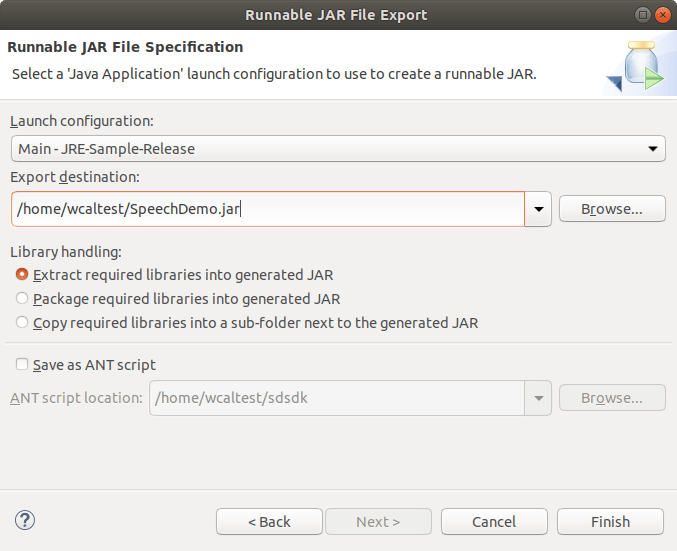 Runnable JAR File Export
Runnable JAR File Specification
Select a 'Java Application' launch configuration to use to create a runnable JAR.
Launch configuration:
Main - JRE-Sample-Release
Export destination:
/home/wcaltest/SpeechDemo.jar
Browse...
Library handling:
Extract required libraries into generated JAR
Package required libraries into generated JAR
Copy required libraries into a sub-folder next to the generated JAR
Save as ANT script
ANT script location:
/home/wcaltest/sdsdk
Browse...
?
< Back
Next >
Cancel
Finish